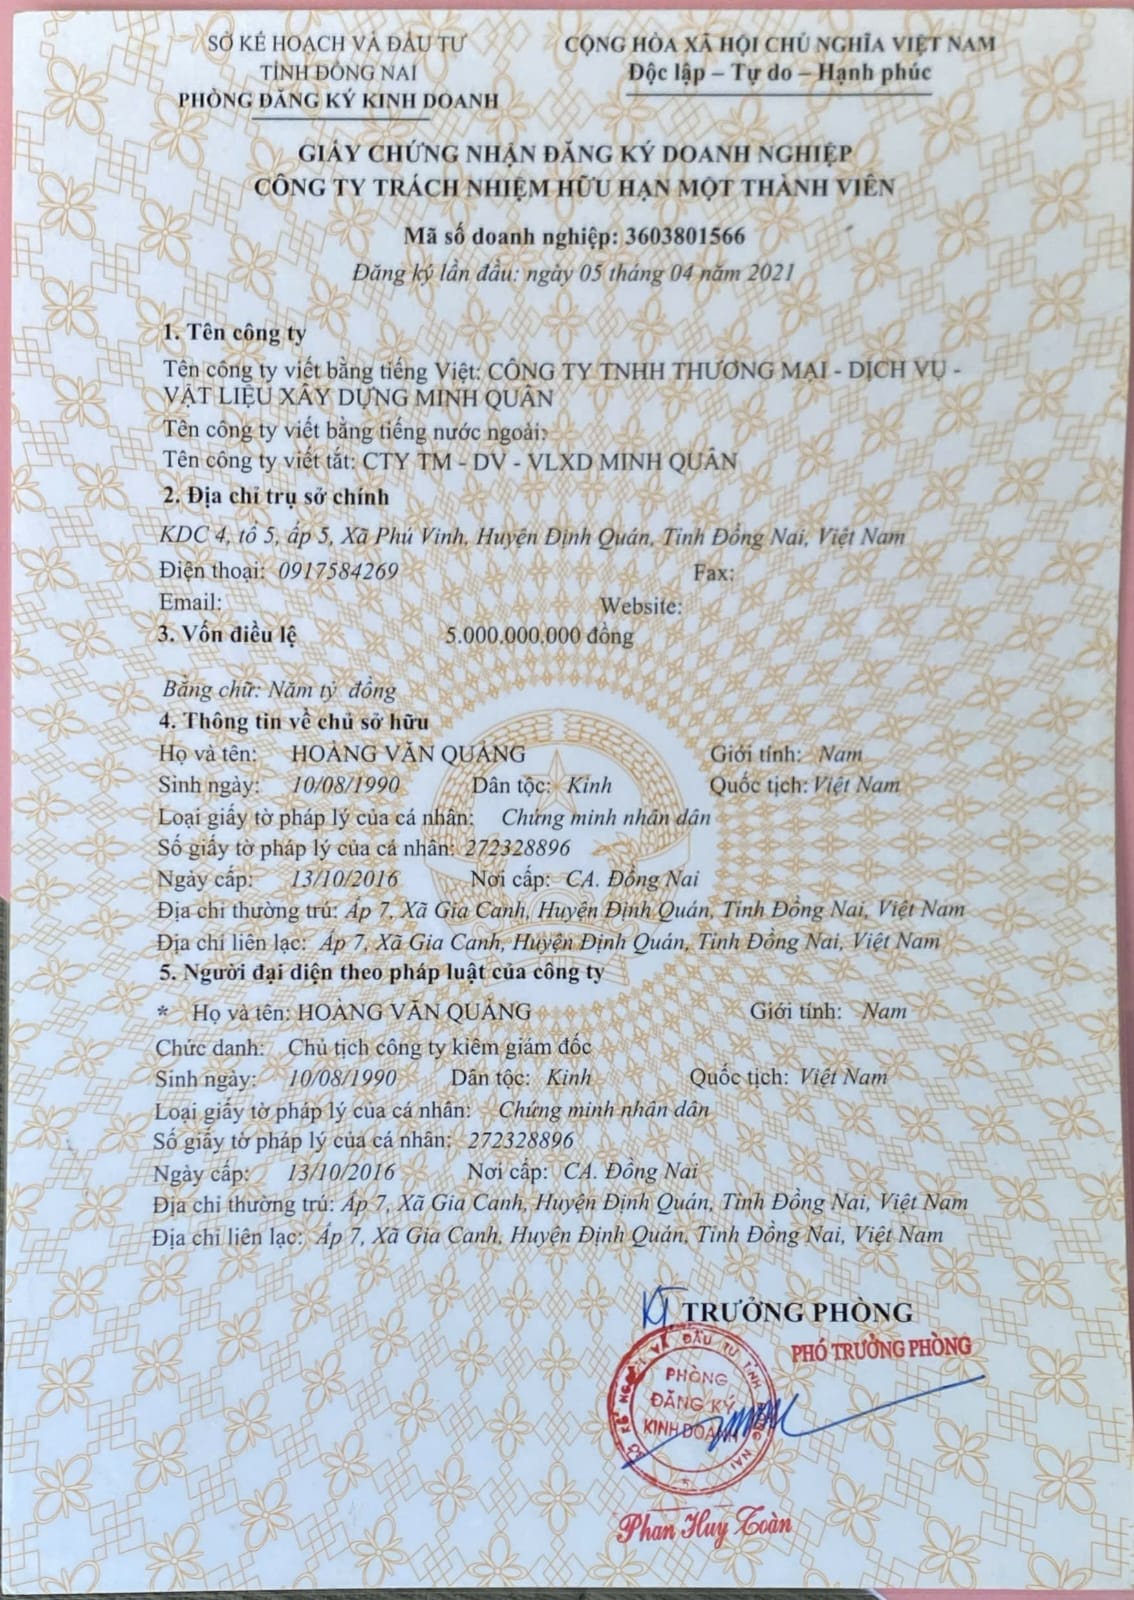 SỞ KẾ HOẠCH VÀ ĐẦU TƯ
TỈNH ĐỒNG NAI
PHÒNG ĐĂNG KÝ KINH DOANH
CỘNG HÒA XÃ HỘI CHỦ NGHĨA VIỆT NAM
Độc lập – Tự do – Hạnh phúc
GIẤY CHỨNG NHẬN ĐĂNG KÝ DOANH NGHIỆP
CÔNG TY TRÁCH NHIỆM HỮU HẠN MỘT THÀNH VIÊN
Mã số doanh nghiệp: 3603801566
Đăng ký lần đầu: ngày 05 tháng 04 năm 2021
1. Tên công ty
Tên công ty viết bằng tiếng Việt: CÔNG TY TNHH THƯƠNG MẠI - DỊCH VỤ -
VẬT LIỆU XÂY DỰNG MINH QUÂN
Tên công ty viết bằng tiếng nước ngoài:
Tên công ty viết tắt: CTY TM - DV - VLXD MINH QUÂN
2. Địa chỉ trụ sở chính
KDC 4, tổ 5, ấp 5, Xã Phú Vinh, Huyện Định Quán, Tỉnh Đồng Nai, Việt Nam
Điện thoại: 0917584269 Fax:
Email: Website:
3. Vốn điều lệ 5.000.000.000 đồng
Bằng chữ: Năm tỷ đồng
4. Thông tin về chủ sở hữu
Họ và tên: HOÀNG VĂN QUẢNG Giới tính: Nam
Sinh ngày: 10/08/1990 Dân tộc: Kinh Quốc tịch: Việt Nam
Loại giấy tờ pháp lý của cá nhân: Chứng minh nhân dân
Số giấy tờ pháp lý của cá nhân: 272328896
Ngày cấp: 13/10/2016 Nơi cấp: CA. Đồng Nai
Địa chỉ thường trú: Ấp 7, Xã Gia Canh, Huyện Định Quán, Tỉnh Đồng Nai, Việt Nam
Địa chỉ liên lạc: Ấp 7, Xã Gia Canh, Huyện Định Quán, Tỉnh Đồng Nai, Việt Nam
5. Người đại diện theo pháp luật của công ty
* Họ và tên: HOÀNG VĂN QUẢNG Giới tính: Nam
Chức danh: Chủ tịch công ty kiêm giám đốc
Sinh ngày: 10/08/1990 Dân tộc: Kinh Quốc tịch: Việt Nam
Loại giấy tờ pháp lý của cá nhân: Chứng minh nhân dân
Số giấy tờ pháp lý của cá nhân: 272328896
Ngày cấp: 13/10/2016 Nơi cấp: CA. Đồng Nai
Địa chỉ thường trú: Ấp 7, Xã Gia Canh, Huyện Định Quán, Tỉnh Đồng Nai, Việt Nam
Địa chỉ liên lạc: Ấp 7, Xã Gia Canh, Huyện Định Quán, Tỉnh Đồng Nai, Việt Nam
KT TRƯỞNG PHÒNG
PHÓ TRƯỞNG PHÒNG
VÀ ĐẦU TƯ TỈNH
PHÒNG
ĐĂNG KÝ
KINH DOANH
Phan Huy Toàn